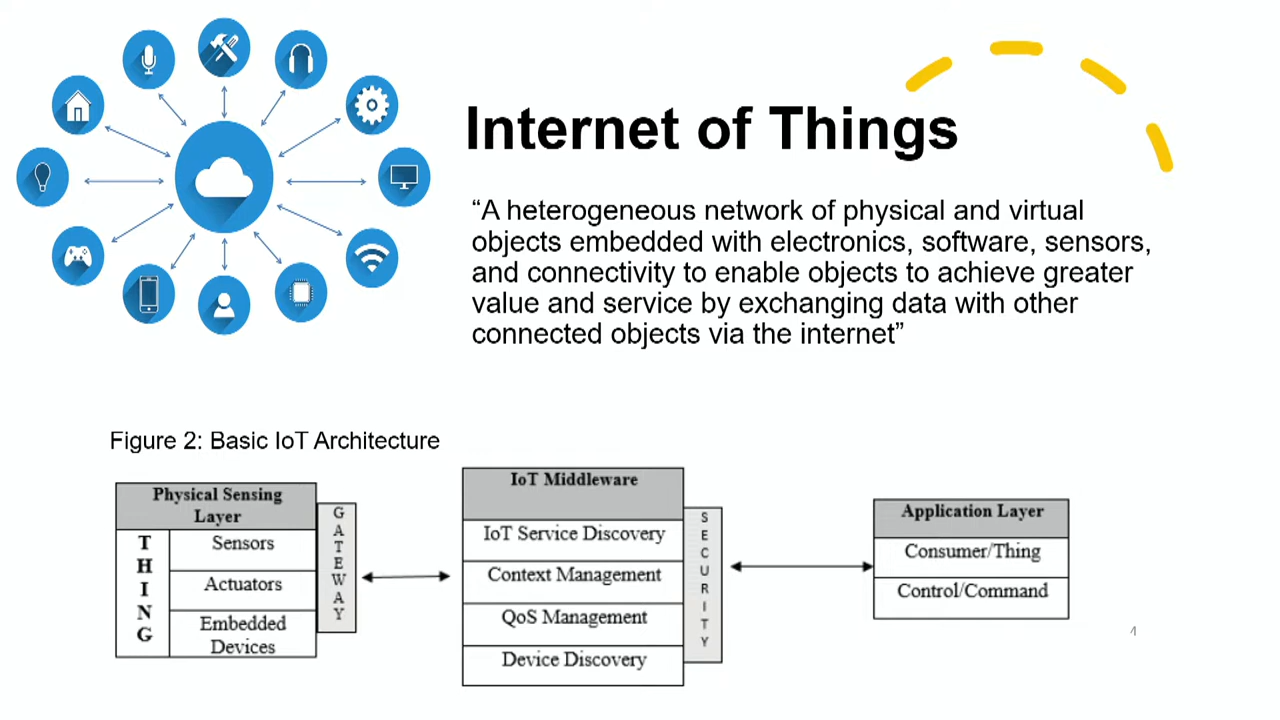 Internet of Things
“A heterogeneous network of physical and virtual
objects embedded with electronics, software, sensors,
and connectivity to enable objects to achieve greater
value and service by exchanging data with other
connected objects via the internet”
Figure 2: Basic IoT Architecture
Physical Sensing
Layer
THING
Sensors
Actuators
Embedded
Devices
GATEWAY
IoT Middleware
IoT Service Discovery
Context Management
QoS Management
Device Discovery
SECURITY
Application Layer
Consumer/Thing
Control/Command
4